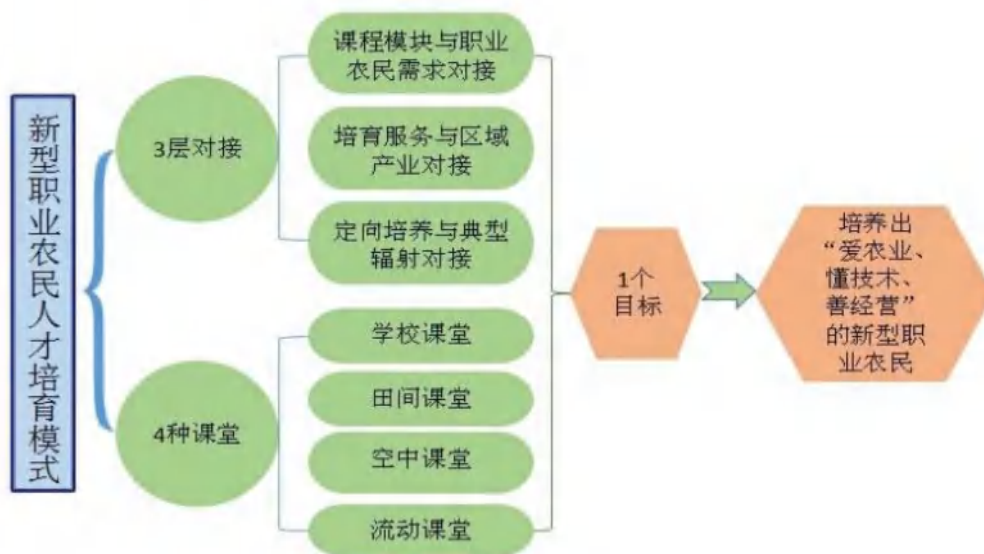 新型职业农民人才培育模式
3层对接
课程模块与职业
农民需求对接
培育服务与区域
产业对接
定向培养与典型
辐射对接
4种课堂
学校课堂
田间课堂
空中课堂
流动课堂
1个
目标
培养出
“爱农业、
懂技术、
善经营”
的新型职
业农民